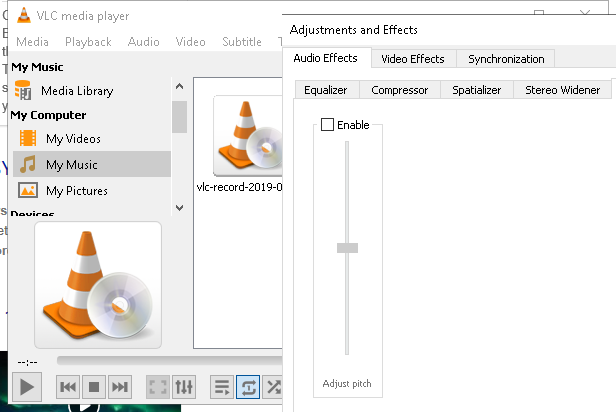 VLC media player
Media Playback Audio Video Subtitle T
My Music
Media Library
My Computer
My Videos
My Music
My Pictures
Devices
vlc-record-2019-0
--:--
Adjustments and Effects
Audio Effects Video Effects Synchronization
Equalizer Compressor Spatializer Stereo Widener
Enable
Adjust pitch